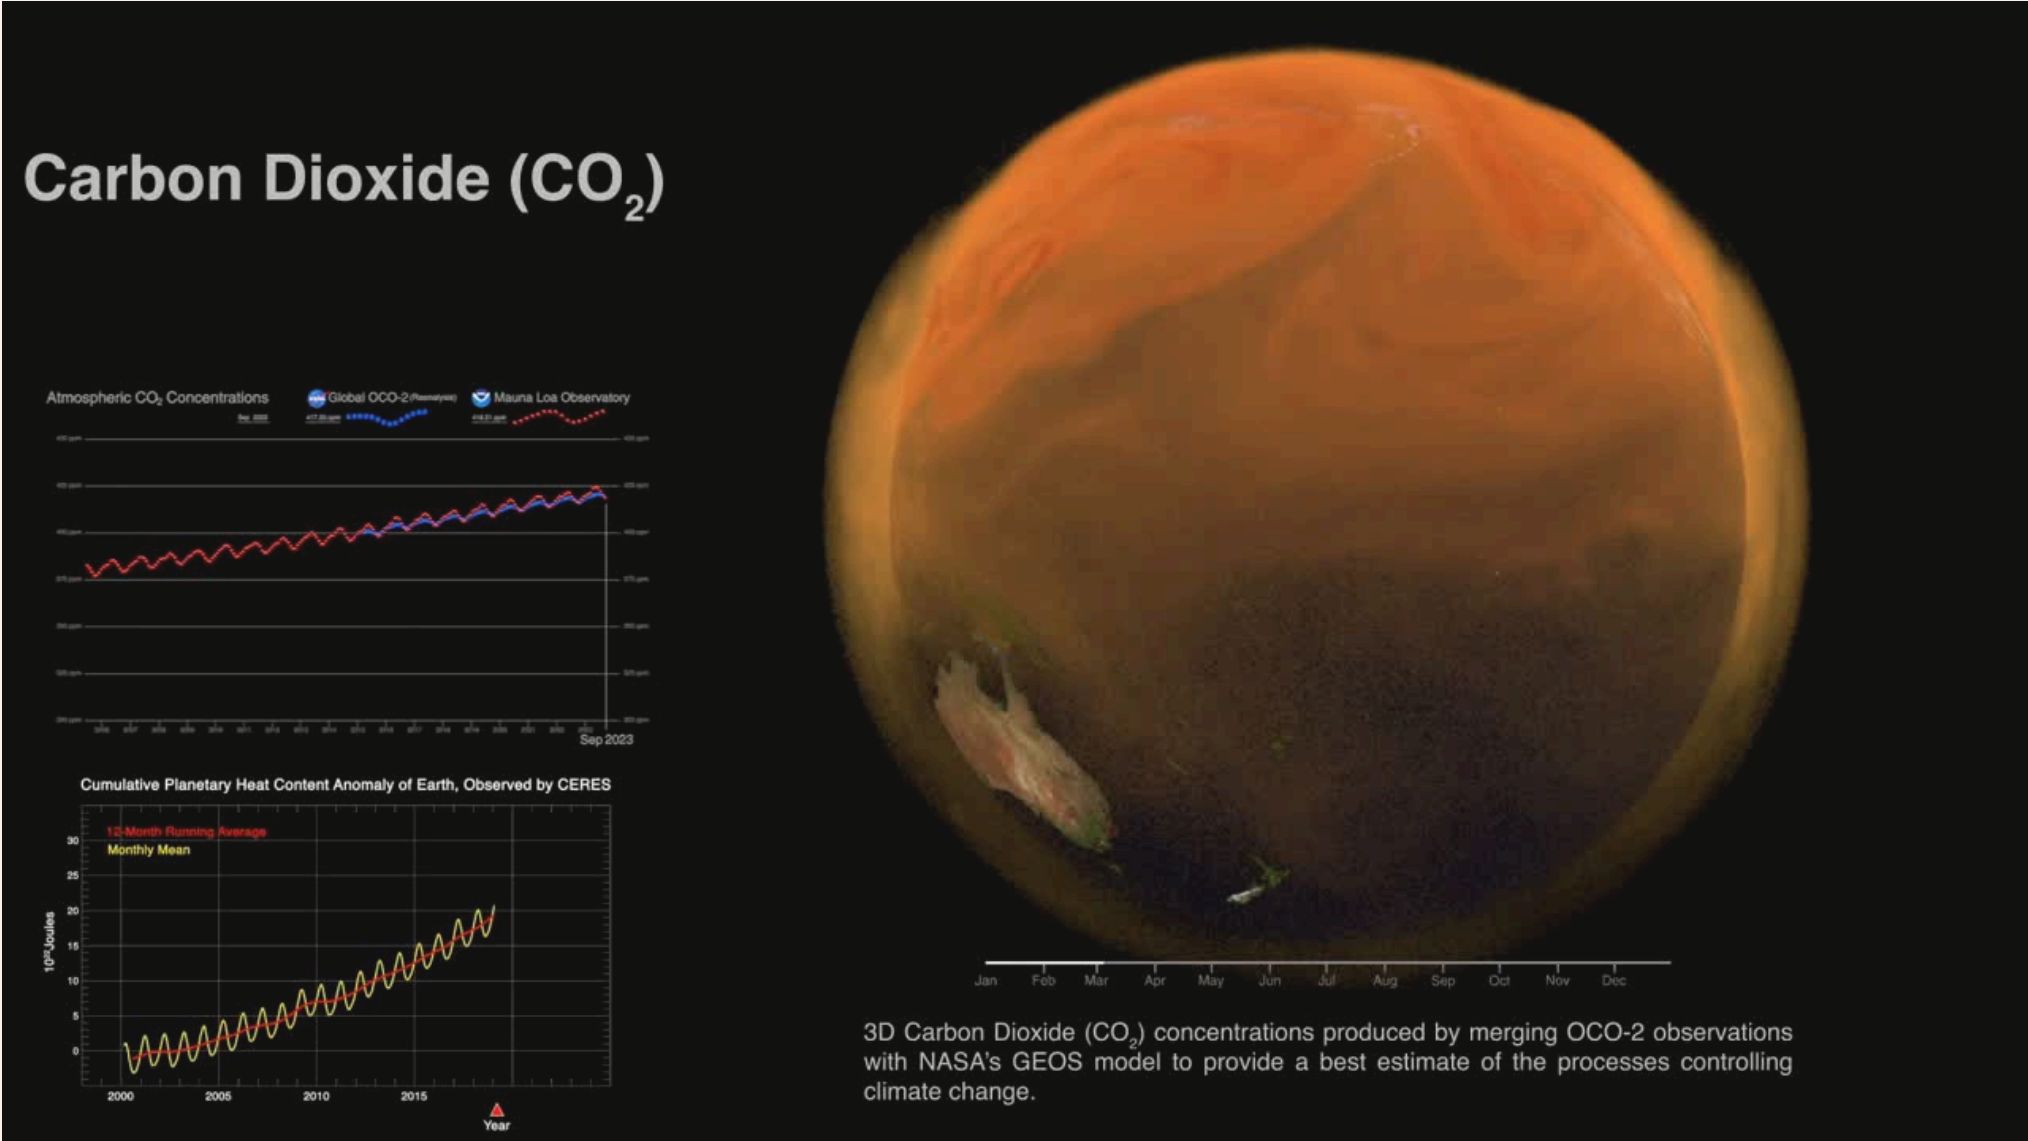 Carbon Dioxide (CO₂)
Atmospheric CO₂ Concentrations
Global OCO-2 (Reanalysis)
Mauna Loa Observatory
Sep 2023
Cumulative Planetary Heat Content Anomaly of Earth, Observed by CERES
12-Month Running Average
Monthly Mean
30
25
20
15
10
5
0
10²²Joules
2000 2005 2010 2015
Year
Jan Feb Mar Apr May Jun Jul Aug Sep Oct Nov Dec
3D Carbon Dioxide (CO₂) concentrations produced by merging OCO-2 observations
with NASA's GEOS model to provide a best estimate of the processes controlling
climate change.